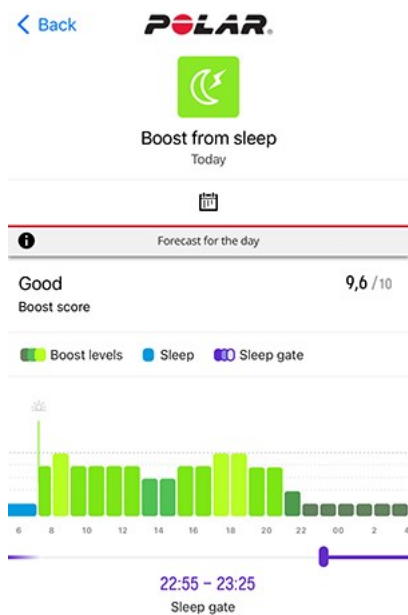 Back
POLAR.
Boost from sleep
Today
Forecast for the day
Good 9,6 /10
Boost score
Boost levels Sleep Sleep gate
6 8 10 12 14 16 18 20 22 00 2 4
22:55 – 23:25
Sleep gate